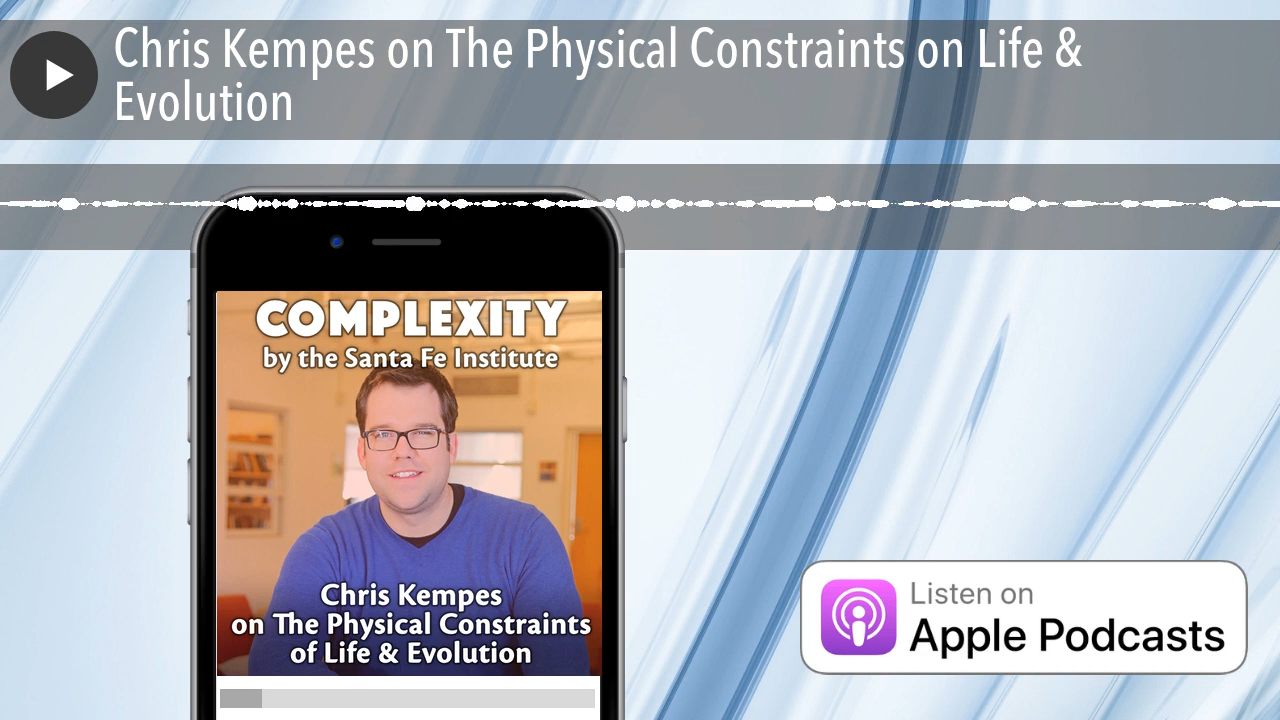 Chris Kempes on The Physical Constraints on Life &
Evolution
COMPLEXITY
by the Santa Fe Institute
Chris Kempes
on The Physical Constraints
of Life & Evolution
Listen on
Apple Podcasts